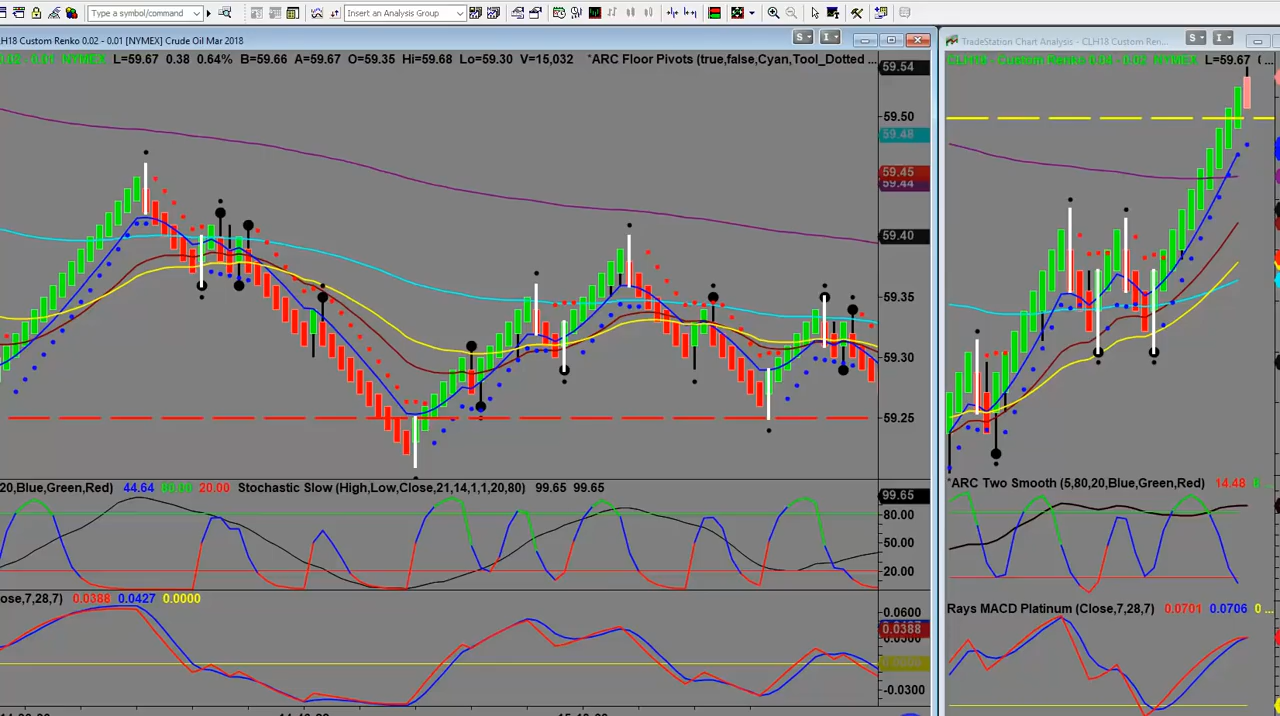 Type a symbol/command
Insert an Analysis Group
LH18 Custom Renko 0.02 - 0.01 [NYMEX] Crude Oil Mar 2018
S
I
0.02 - 0.01 NYMEX L=59.67 0.38 0.64% B=59.66 A=59.67 O=59.35 Hi=59.68 Lo=59.30 V=15,032 *ARC Floor Pivots (true,false,Cyan,Tool_Dotted ...
59.54
59.50
59.48
59.45
59.44
59.40
59.35
59.30
59.25
20,Blue,Green,Red) 44.64 80.00 20.00 Stochastic Slow (High,Low,Close,21,14,1,1,20,80) 99.65 99.65
99.65
80.00
50.00
20.00
ose,7,28,7) 0.0388 0.0427 0.0000
0.0600
0.0388
0.0000
-0.0300
TradeStation Chart Analysis - CLH18 Custom Ren...
S
I
NYMEX L=59.67 ( ...
*ARC Two Smooth (5,80,20,Blue,Green,Red) 14.48
Rays MACD Platinum (Close,7,28,7) 0.0701 0.0706 0 ...